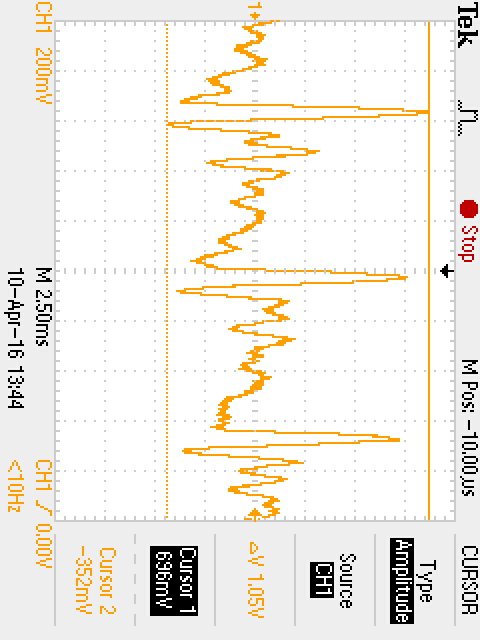 Tek
Stop
M Pos: -10.00µs
CURSOR
Type
Amplitude
Source
CH1
ΔV 1.05V
Cursor 1
696mV
Cursor 2
-352mV
1
CH1 200mV
M 2.50ms
CH1 / 0.00V
10-Apr-16 13:44
<10Hz